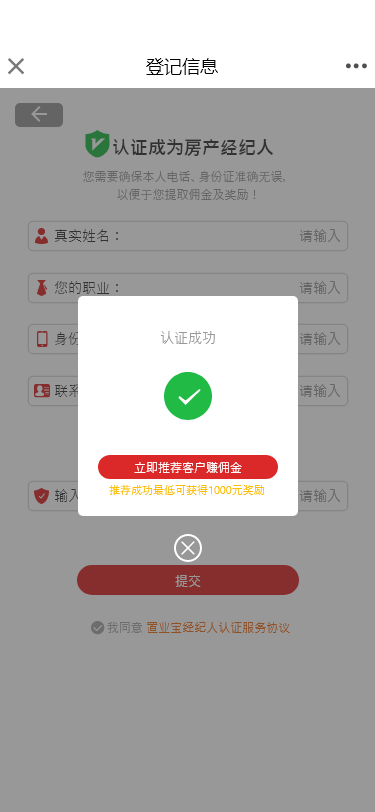 登记信息
认证成为房产经纪人
您需要确保本人电话、身份证准确无误,
以便于您提取佣金及奖励！
真实姓名： 请输入
您的职业： 请输入
身份 请输入
联系 请输入
输入 请输入
认证成功
立即推荐客户赚佣金
推荐成功最低可获得1000元奖励
提交
我同意 置业宝经纪人认证服务协议